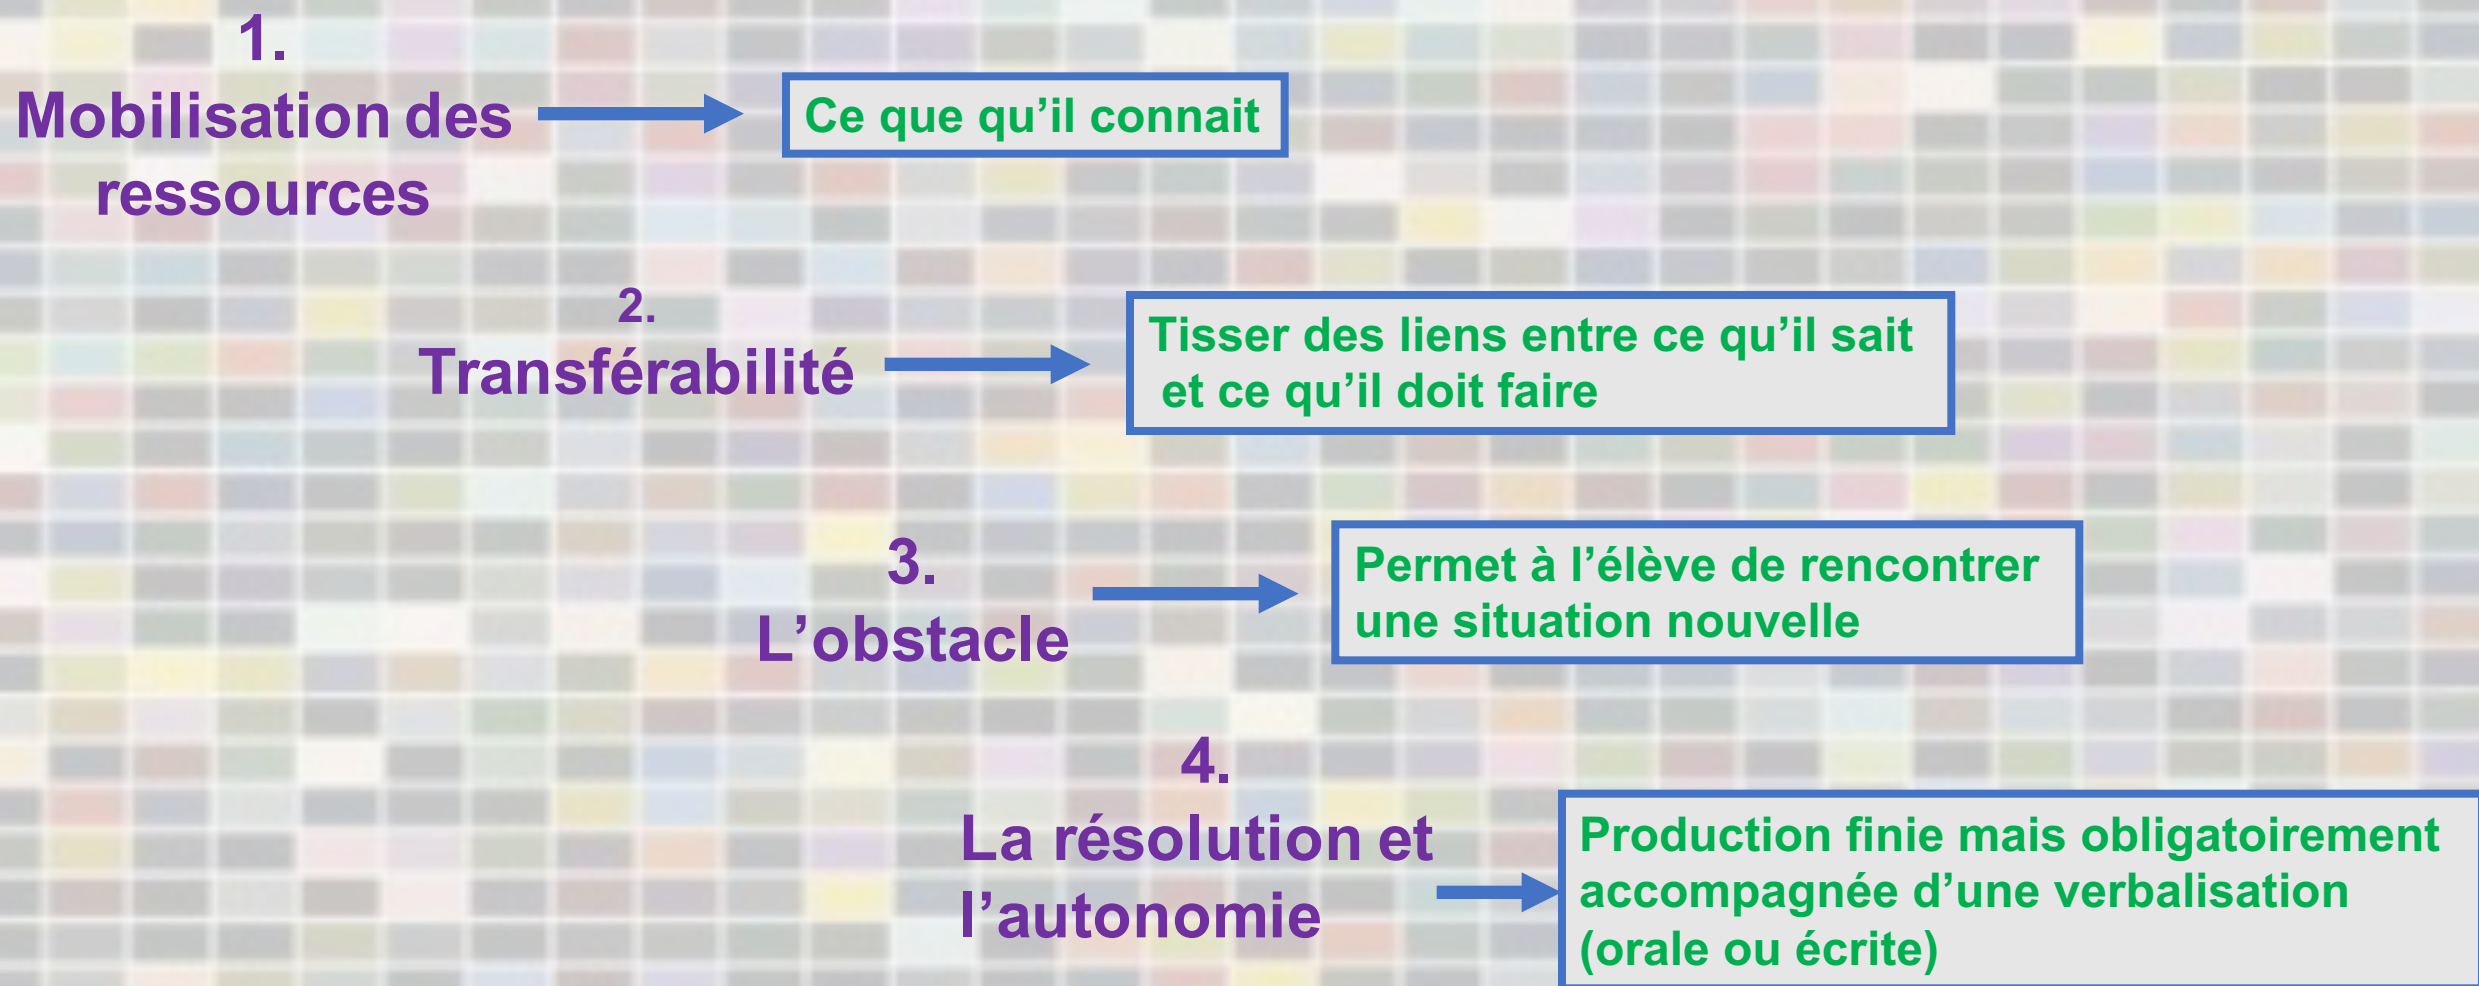 1.
Mobilisation des
ressources
Ce que qu’il connait
2.
Transférabilité
Tisser des liens entre ce qu’il sait
et ce qu’il doit faire
3.
L’obstacle
Permet à l’élève de rencontrer
une situation nouvelle
4.
La résolution et
l’autonomie
Production finie mais obligatoirement
accompagnée d’une verbalisation
(orale ou écrite)